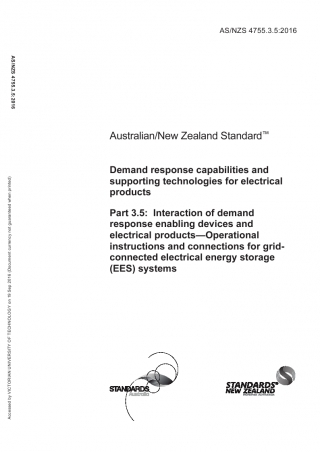 AS/NZS 4755.3.5:2016
AS/NZS 4755.3.5:2016
Australian/New Zealand Standard™
Demand response capabilities and
supporting technologies for electrical
products
Part 3.5: Interaction of demand
response enabling devices and
electrical products—Operational
instructions and connections for grid-
connected electrical energy storage
(EES) systems
Accessed by VICTORIAN UNIVERSITY OF TECHNOLOGY on 16 Sep 2016 (Document currency not guaranteed when printed)
STANDARDS
Australia
STANDARDS
NEW ZEALAND